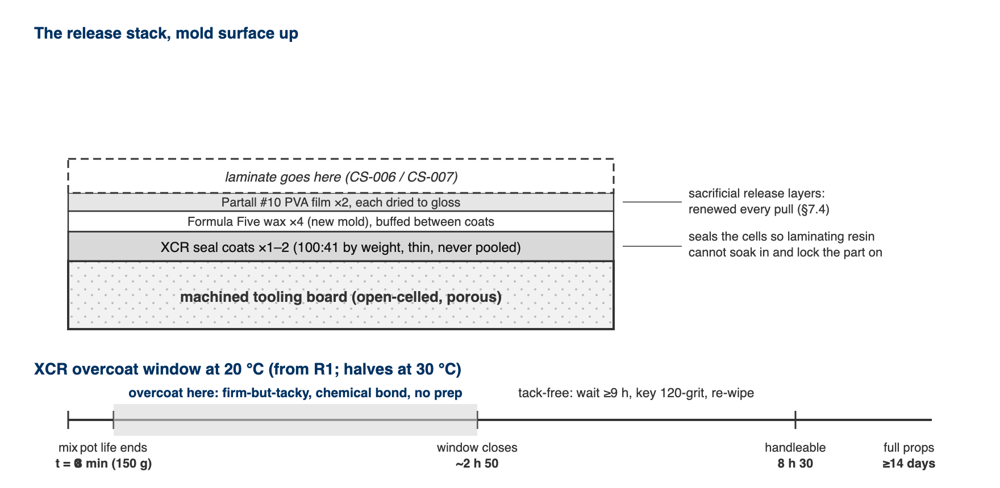 The release stack, mold surface up
laminate goes here (CS-006 / CS-007)
Partall #10 PVA film ×2, each dried to gloss
Formula Five wax ×4 (new mold), buffed between coats
XCR seal coats ×1–2 (100:41 by weight, thin, never pooled)
machined tooling board (open-celled, porous)
sacrificial release layers:
renewed every pull (§7.4)
seals the cells so laminating resin
cannot soak in and lock the part on
XCR overcoat window at 20 °C (from R1; halves at 30 °C)
overcoat here: firm-but-tacky, chemical bond, no prep
tack-free: wait ≥9 h, key 120-grit, re-wipe
mix
t =
pot life ends
min (150 g)
window closes
~2 h 50
handleable
8 h 30
full props
≥14 days